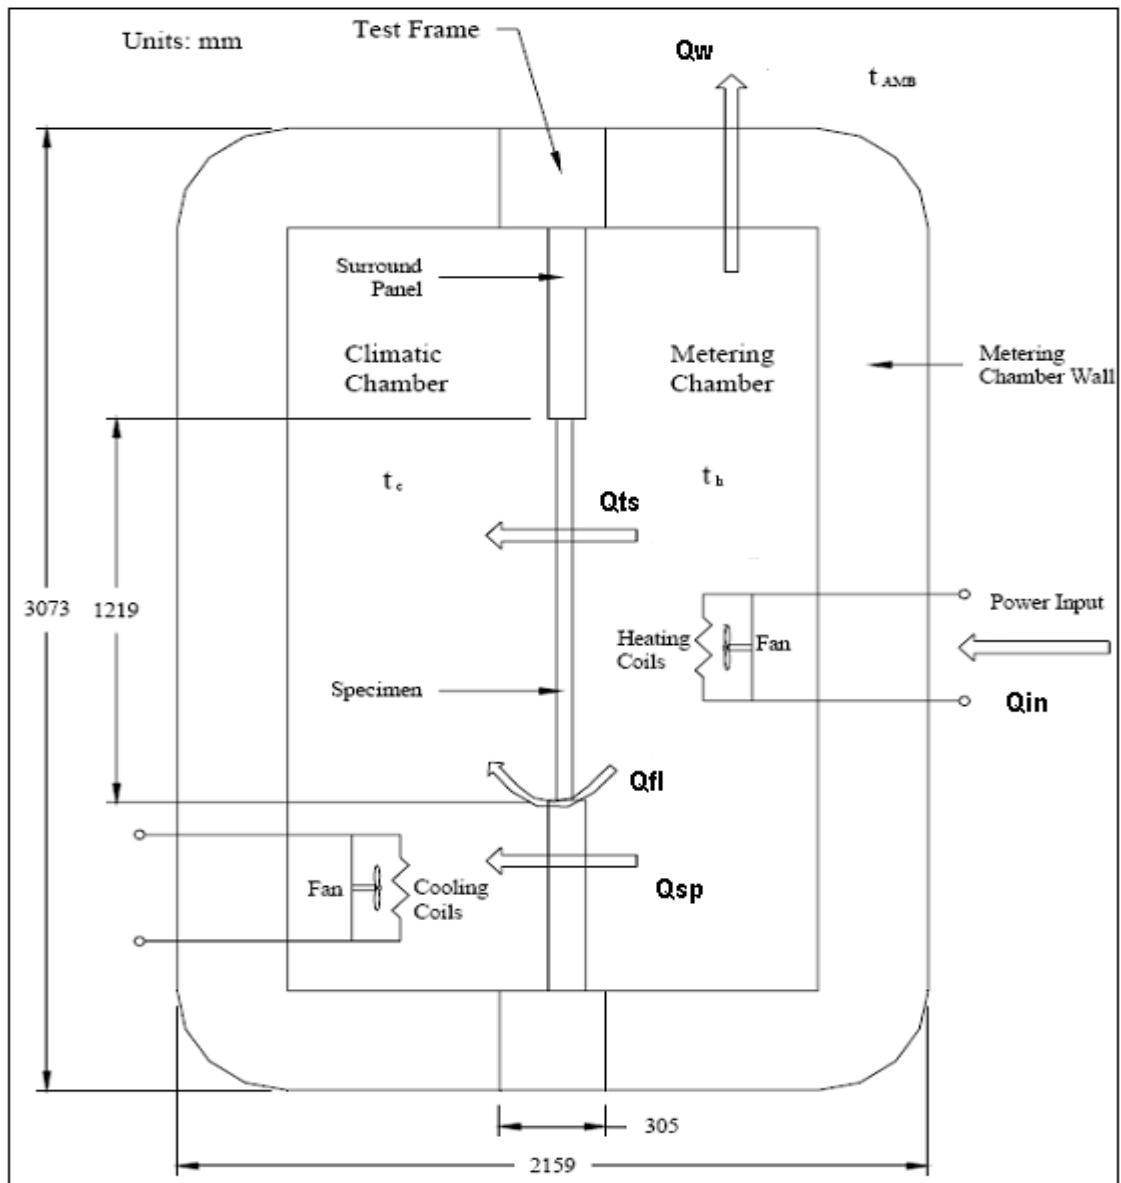 Units: mm
Test Frame
Qw
t AMB
Surround
Panel
Climatic
Chamber
Metering
Chamber
Metering
Chamber Wall
t c
t h
Qts
3073
1219
Power Input
Heating
Coils
Fan
Specimen
Qin
Qfl
Fan
Cooling
Coils
Qsp
305
2159